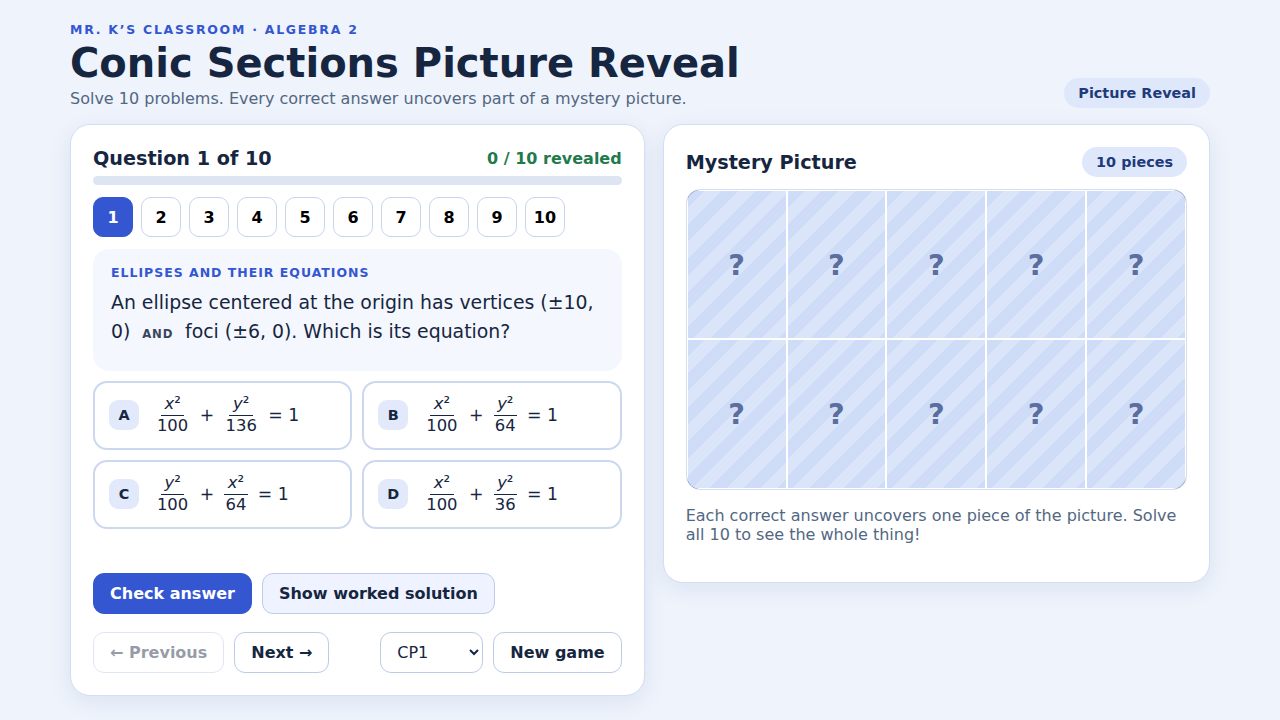 MR. K’S CLASSROOM · ALGEBRA 2
Conic Sections Picture Reveal
Solve 10 problems. Every correct answer uncovers part of a mystery picture.
Picture Reveal
Question 1 of 10
0 / 10 revealed
1 2 3 4 5 6 7 8 9 10
ELLIPSES AND THEIR EQUATIONS
An ellipse centered at the origin has vertices (±10,
0) AND foci (±6, 0). Which is its equation?
A x²/100 + y²/136 = 1
B x²/100 + y²/64 = 1
C y²/100 + x²/64 = 1
D x²/100 + y²/36 = 1
Check answer
Show worked solution
← Previous
Next →
CP1
New game
Mystery Picture
10 pieces
? ? ? ? ?
? ? ? ? ?
Each correct answer uncovers one piece of the picture. Solve
all 10 to see the whole thing!